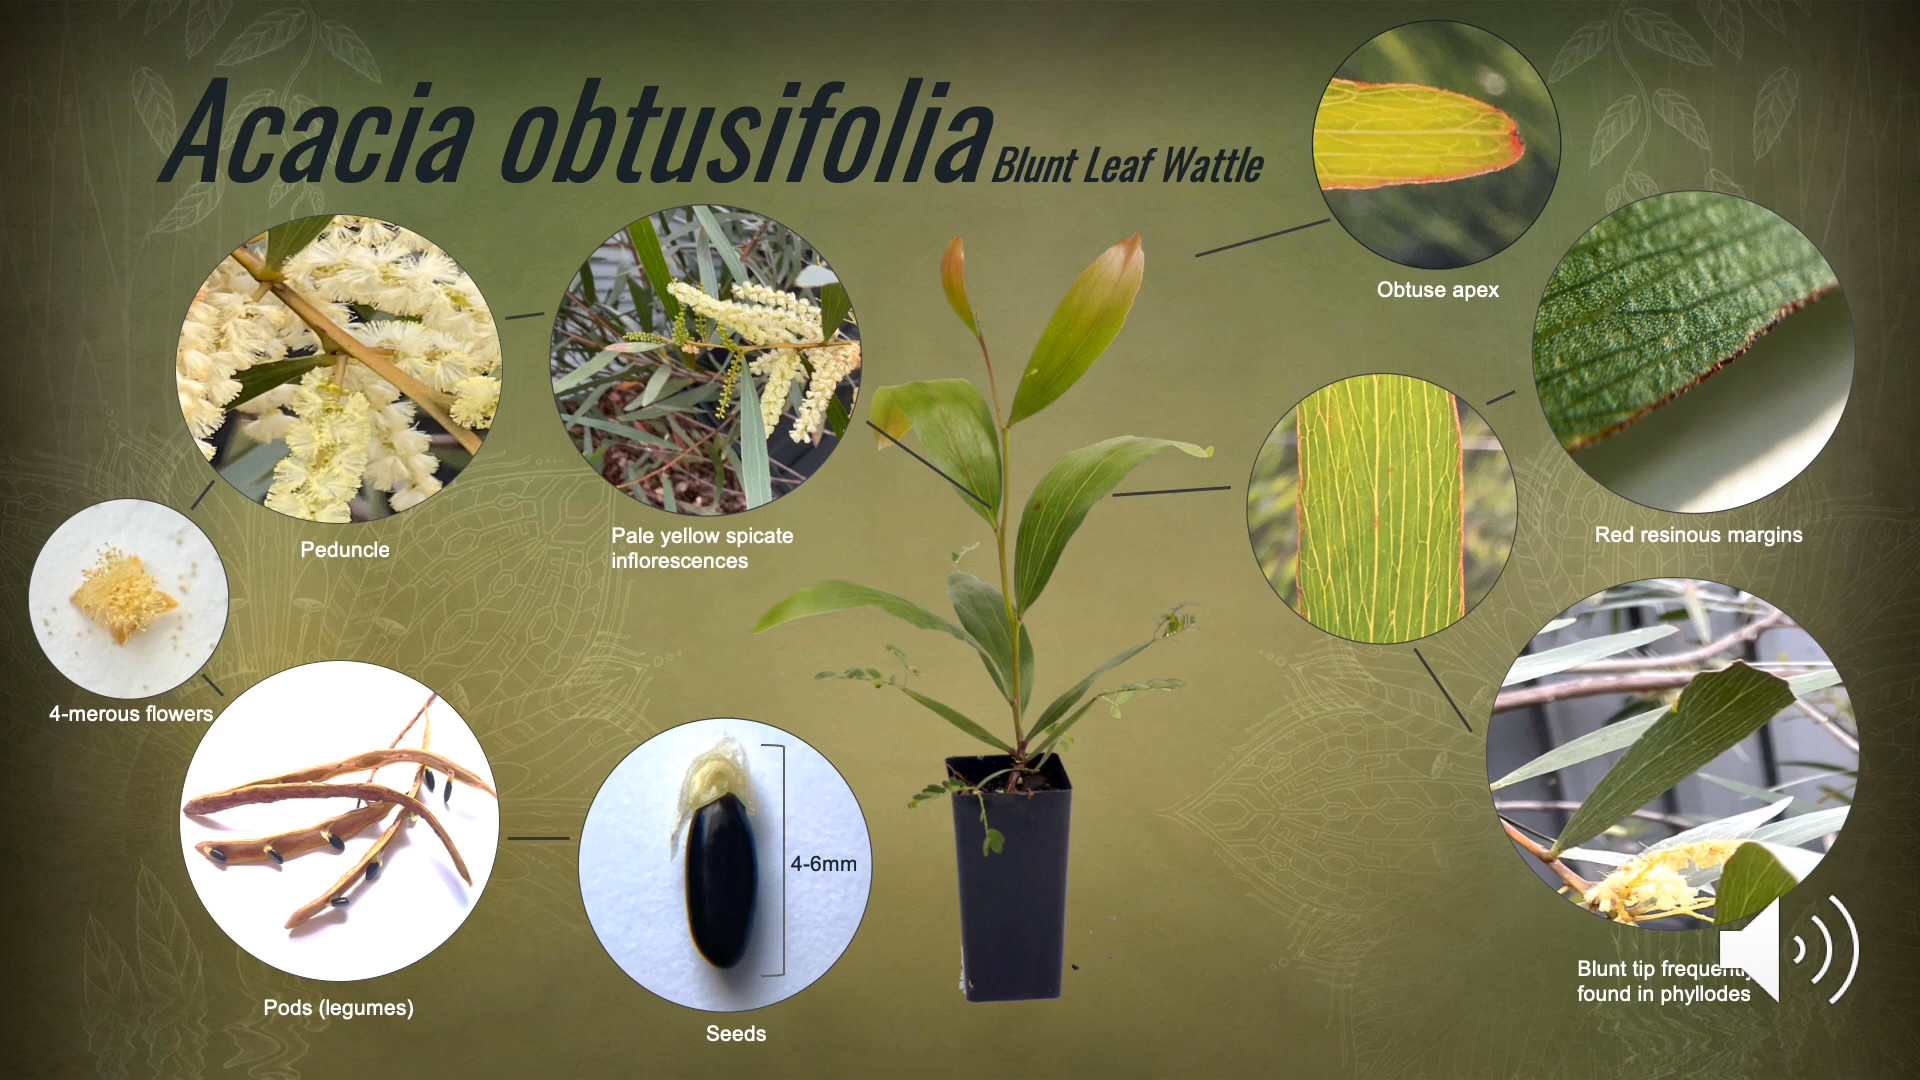 Acacia obtusifolia Blunt Leaf Wattle
Obtuse apex
Peduncle
Pale yellow spicate
inflorescences
Red resinous margins
4-merous flowers
4-6mm
Blunt tip frequently
found in phyllodes
Pods (legumes)
Seeds